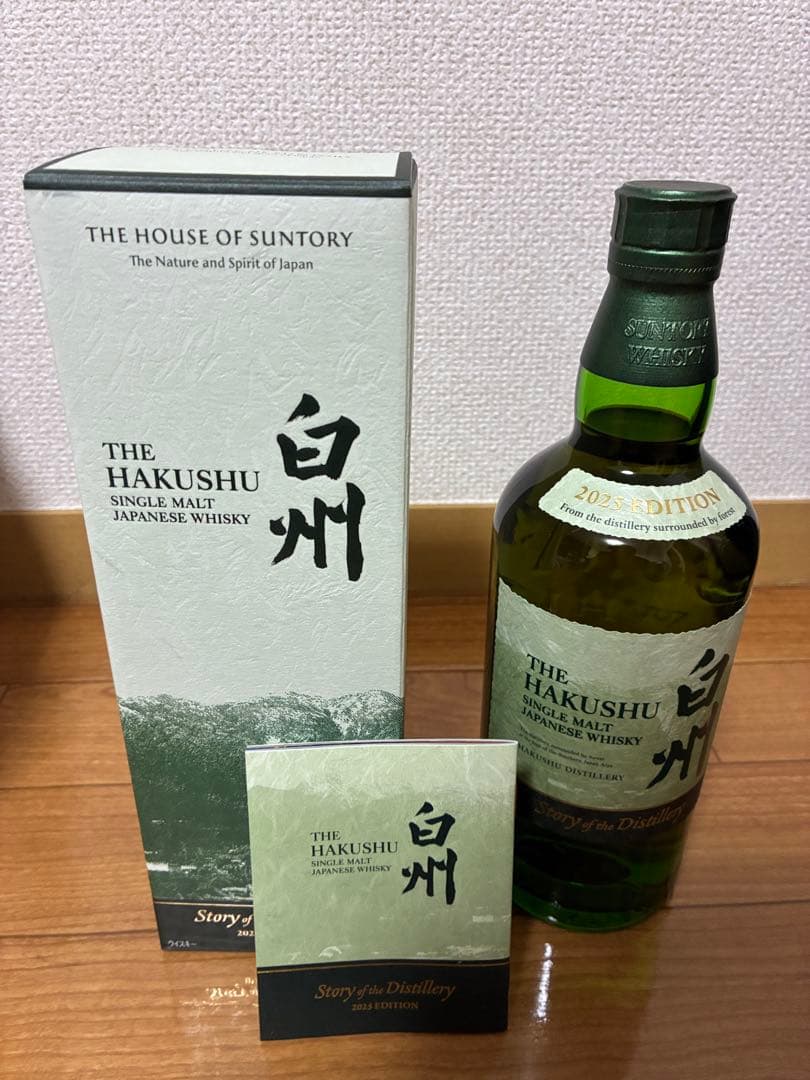 THE HOUSE OF SUNTORY
The Nature and Spirit of Japan
THE
HAKUSHU
SINGLE MALT
JAPANESE WHISKY
白州
Story of
202
ウイスキー
THE
HAKUSHU
SINGLE MALT
JAPANESE WHISKY
白州
Story of the Distillery
2025 EDITION
SUNTORY
WHISKY
2025 EDITION
From the distillery surrounded by forest
THE
HAKUSHU
SINGLE MALT
JAPANESE WHISKY
白州
HAKUSHU DISTILLERY
Story of the Distillery